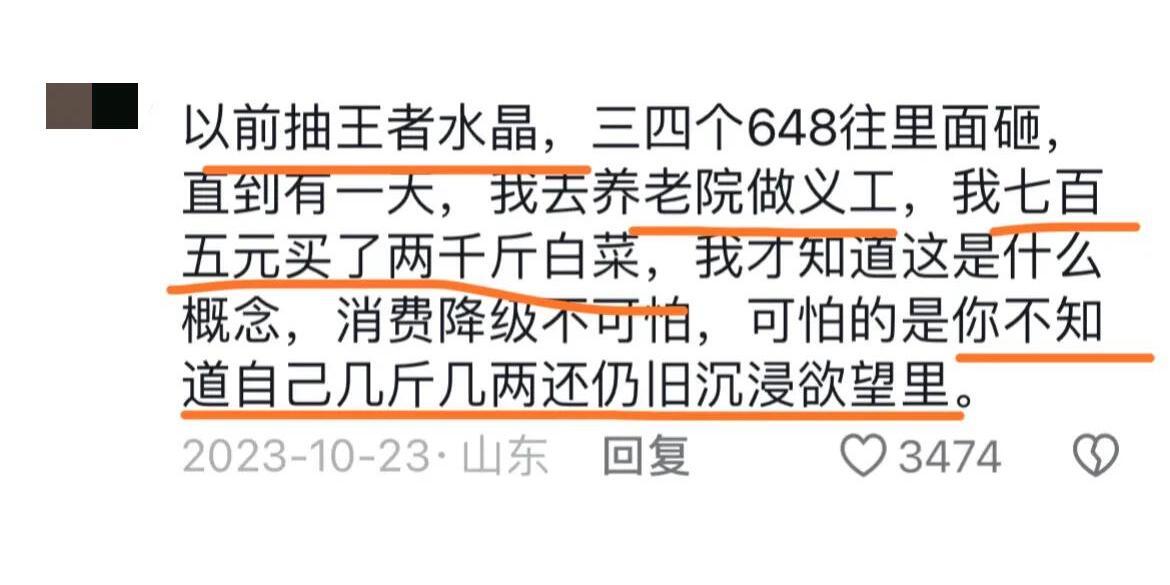 以前抽王者水晶，三四个648往里面砸，
直到有一天，我去养老院做义工，我七百
五元买了两千斤白菜，我才知道这是什么
概念，消费降级不可怕，可怕的是你不知
道自己几斤几两还仍旧沉浸欲望里。
2023-10-23·山东 回复 3474